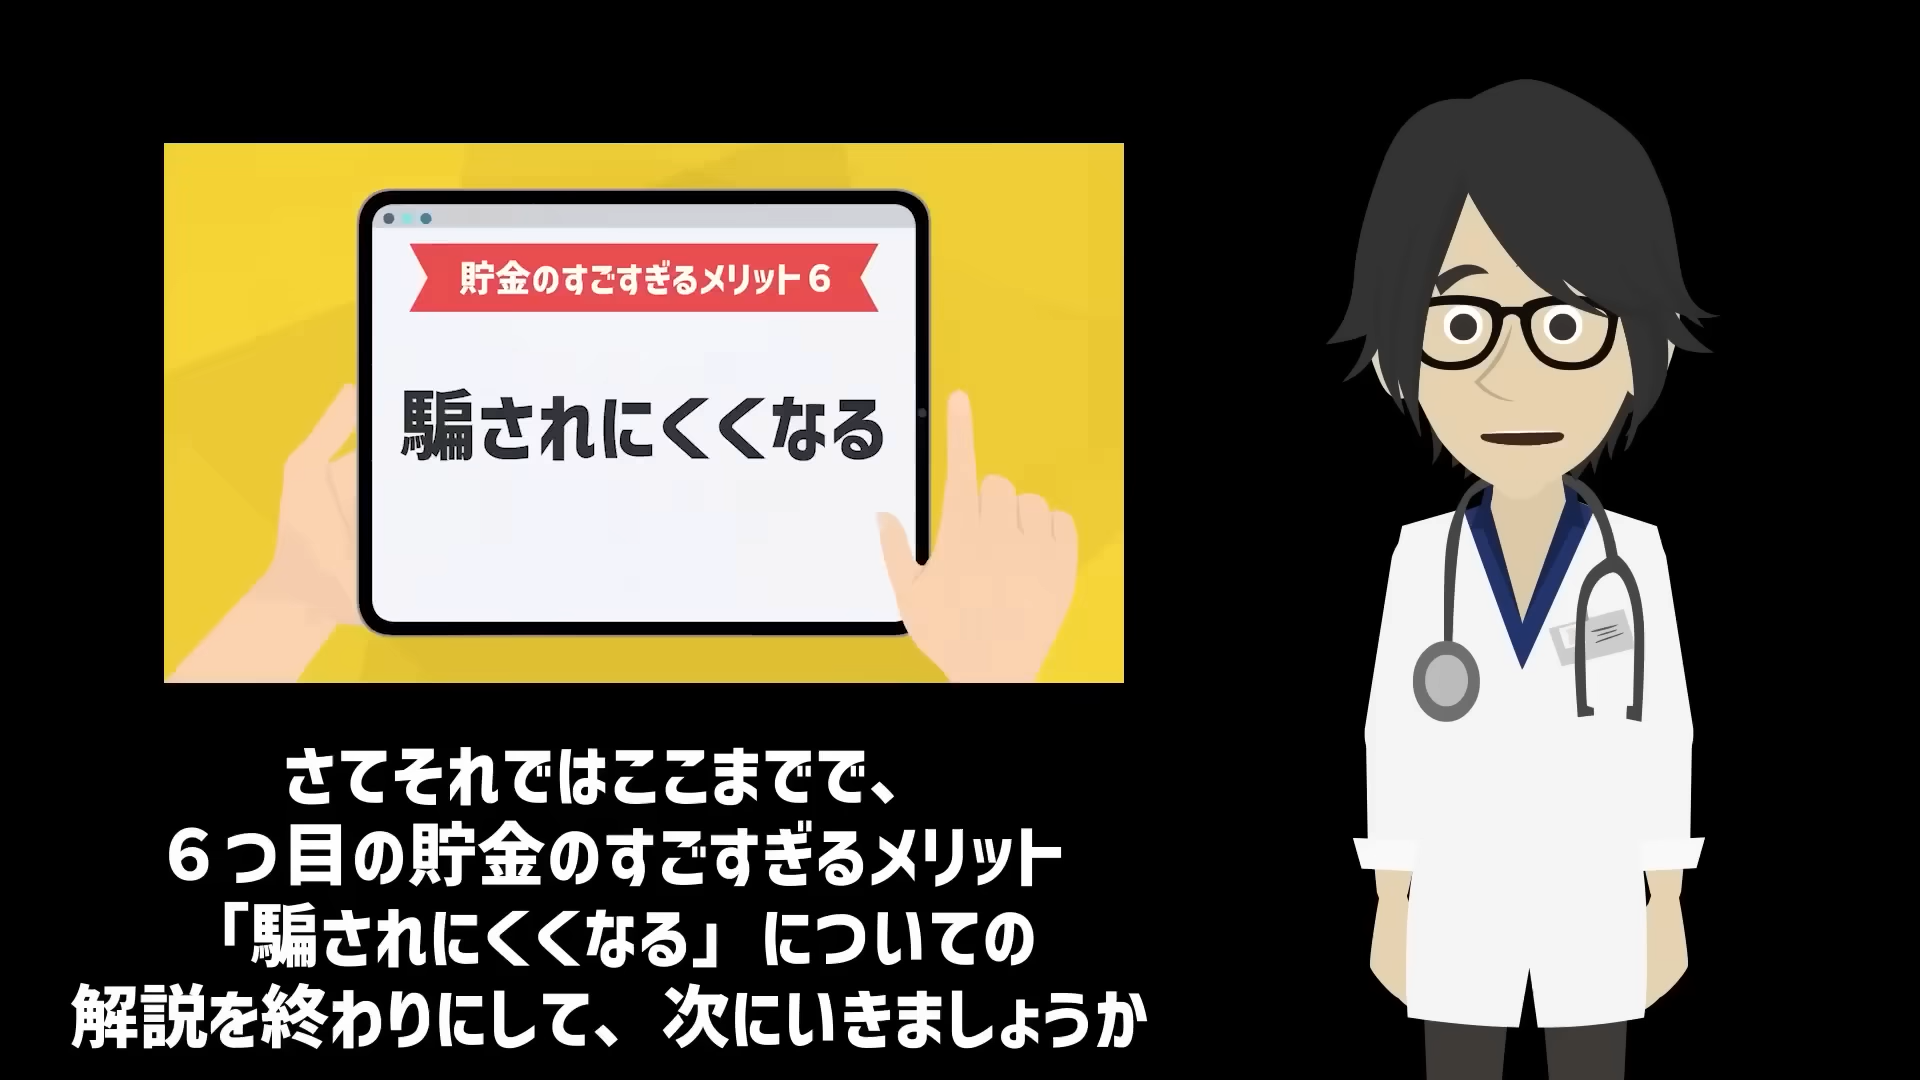 貯金のすごすぎるメリット６
騙されにくくなる
さてそれではここまでで、
６つ目の貯金のすごすぎるメリット
「騙されにくくなる」についての
解説を終わりにして、次にいきましょうか